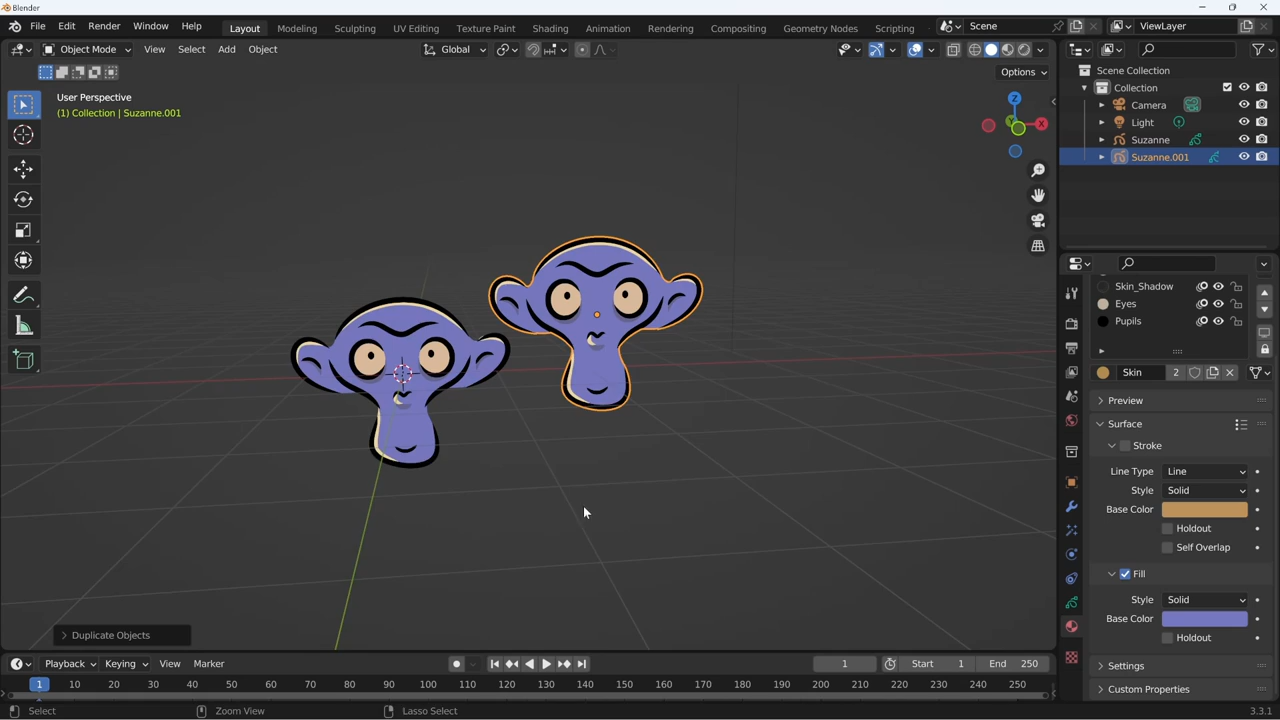 Blender
File Edit Render Window Help Layout Modeling Sculpting UV Editing Texture Paint Shading Animation Rendering Compositing Geometry Nodes Scripting Scene ViewLayer
Object Mode View Select Add Object Global
Options
User Perspective
(1) Collection | Suzanne.001
Z
X
Y
Scene Collection
Collection
Camera
Light
Suzanne
Suzanne.001
Skin_Shadow
Eyes
Pupils
Skin 2
Preview
Surface
Stroke
Line Type Line
Style Solid
Base Color
Holdout
Self Overlap
Fill
Style Solid
Base Color
Holdout
Settings
Custom Properties
Duplicate Objects
Playback Keying View Marker 1 Start 1 End 250
1 10 20 30 40 50 60 70 80 90 100 110 120 130 140 150 160 170 180 190 200 210 220 230 240 250
Select Zoom View Lasso Select 3.3.1